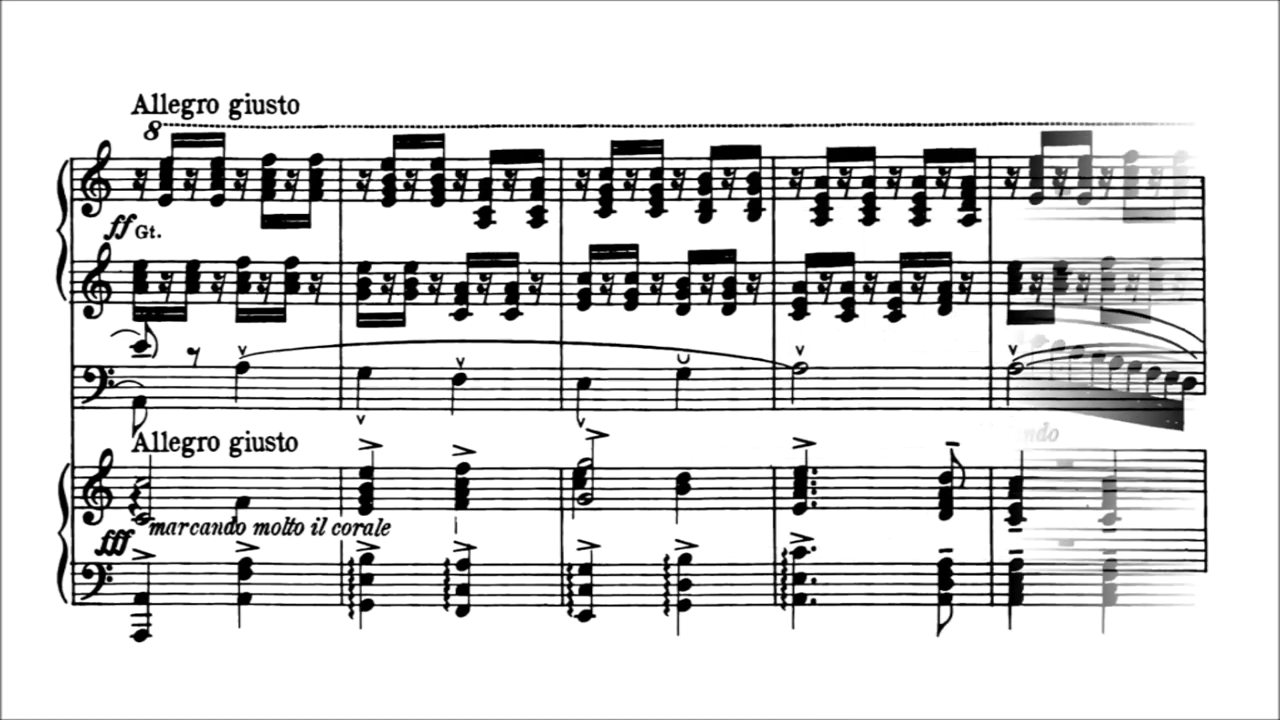 Allegro giusto
8
ff Gt.
Allegro giusto
marcando molto il corale
fff